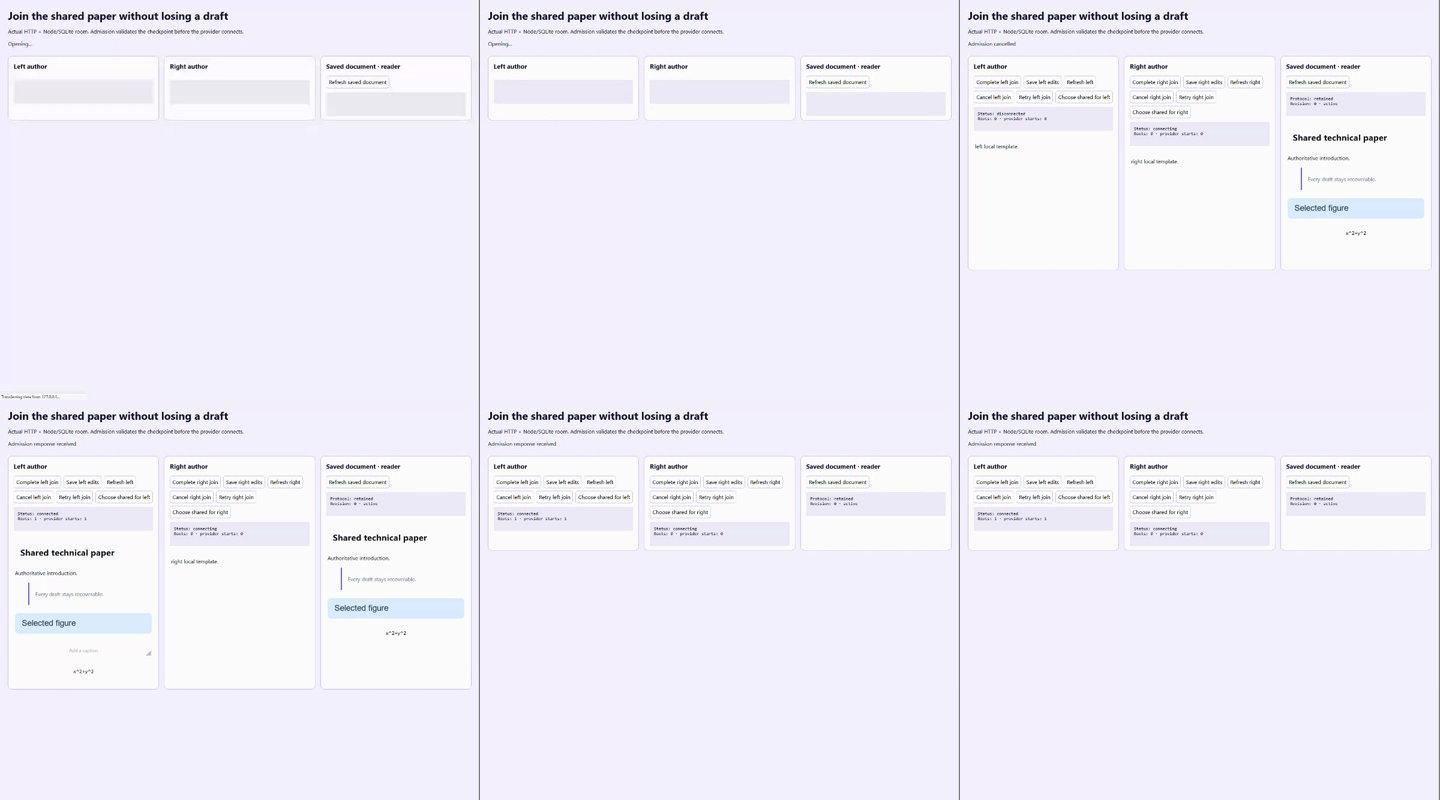 Join the shared paper without losing a draft
Actual HTTP + Node/SQLite room. Admission validates the checkpoint before the provider connects.
Opening...
Left author
Right author
Saved document · reader
Refresh saved document
Join the shared paper without losing a draft
Actual HTTP + Node/SQLite room. Admission validates the checkpoint before the provider connects.
Opening...
Left author
Right author
Saved document · reader
Refresh saved document
Join the shared paper without losing a draft
Actual HTTP + Node/SQLite room. Admission validates the checkpoint before the provider connects.
Admission cancelled
Left author
Complete left join Save left edits Refresh left
Cancel left join Retry left join Choose shared for left
Status: disconnected
Roots: 0 · provider starts: 0
left local template.
Right author
Complete right join Save right edits Refresh right
Cancel right join Retry right join
Choose shared for right
Status: connecting
Roots: 0 · provider starts: 0
right local template.
Saved document · reader
Refresh saved document
Protocol: retained
Revision: 0 · active
Shared technical paper
Authoritative introduction.
Every draft stays recoverable.
Selected figure
x^2+y^2
Join the shared paper without losing a draft
Actual HTTP + Node/SQLite room. Admission validates the checkpoint before the provider connects.
Admission response received
Left author
Complete left join Save left edits Refresh left
Cancel left join Retry left join Choose shared for left
Status: connected
Roots: 1 · provider starts: 1
Shared technical paper
Authoritative introduction.
Every draft stays recoverable.
Selected figure
Add a caption
x^2+y^2
Right author
Complete right join Save right edits Refresh right
Cancel right join Retry right join
Choose shared for right
Status: connecting
Roots: 0 · provider starts: 0
right local template.
Saved document · reader
Refresh saved document
Protocol: retained
Revision: 0 · active
Shared technical paper
Authoritative introduction.
Every draft stays recoverable.
Selected figure
x^2+y^2
Join the shared paper without losing a draft
Actual HTTP + Node/SQLite room. Admission validates the checkpoint before the provider connects.
Admission response received
Left author
Complete left join Save left edits Refresh left
Cancel left join Retry left join Choose shared for left
Status: connected
Roots: 1 · provider starts: 1
Right author
Complete right join Save right edits Refresh right
Cancel right join Retry right join
Choose shared for right
Status: connecting
Roots: 0 · provider starts: 0
Saved document · reader
Refresh saved document
Protocol: retained
Revision: 0 · active
Join the shared paper without losing a draft
Actual HTTP + Node/SQLite room. Admission validates the checkpoint before the provider connects.
Admission response received
Left author
Complete left join Save left edits Refresh left
Cancel left join Retry left join Choose shared for left
Status: connected
Roots: 1 · provider starts: 1
Right author
Complete right join Save right edits Refresh right
Cancel right join Retry right join
Choose shared for right
Status: connecting
Roots: 0 · provider starts: 0
Saved document · reader
Refresh saved document
Protocol: retained
Revision: 0 · active